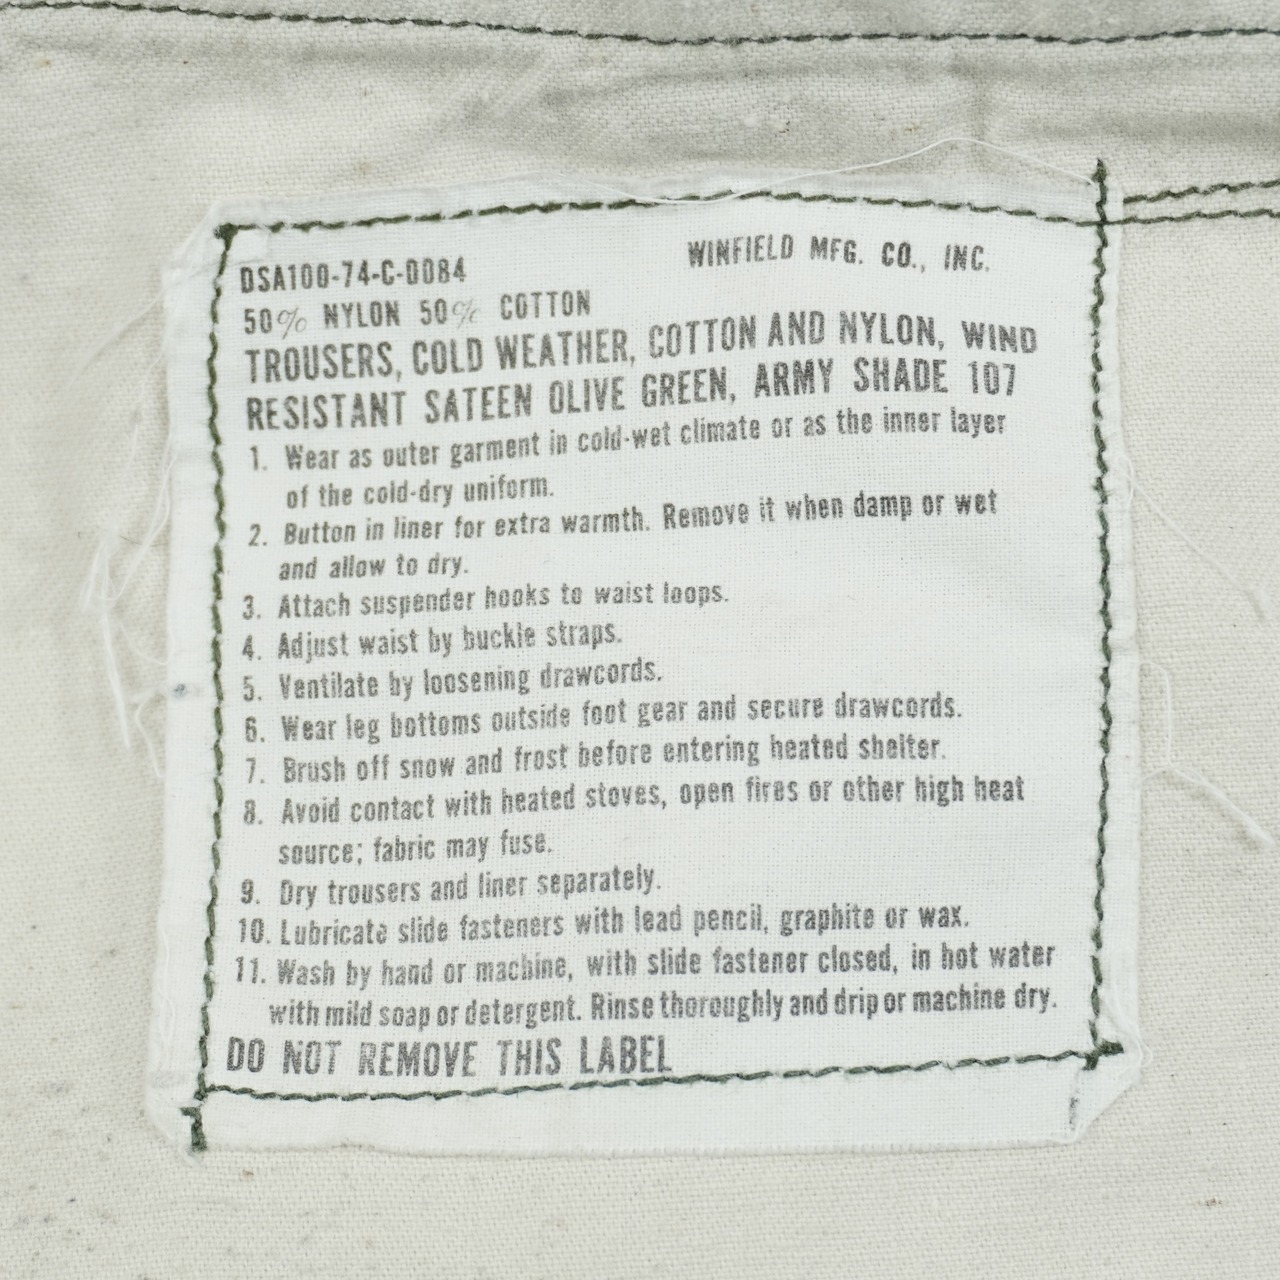 DSA100-74-C-0084 WINFIELD MFG. CO., INC.
50% NYLON 50% COTTON
TROUSERS, COLD WEATHER, COTTON AND NYLON, WIND
RESISTANT SATEEN OLIVE GREEN, ARMY SHADE 107
1. Wear as outer garment in cold-wet climate or as the inner layer
of the cold-dry uniform.
2. Button in liner for extra warmth. Remove it when damp or wet
and allow to dry.
3. Attach suspender hooks to waist loops.
4. Adjust waist by buckle straps.
5. Ventilate by loosening drawcords.
6. Wear leg bottoms outside foot gear and secure drawcords.
7. Brush off snow and frost before entering heated shelter.
8. Avoid contact with heated stoves, open fires or other high heat
source; fabric may fuse.
9. Dry trousers and liner separately.
10. Lubricate slide fasteners with lead pencil, graphite or wax.
11. Wash by hand or machine, with slide fastener closed, in hot water
with mild soap or detergent. Rinse thoroughly and drip or machine dry.
DO NOT REMOVE THIS LABEL